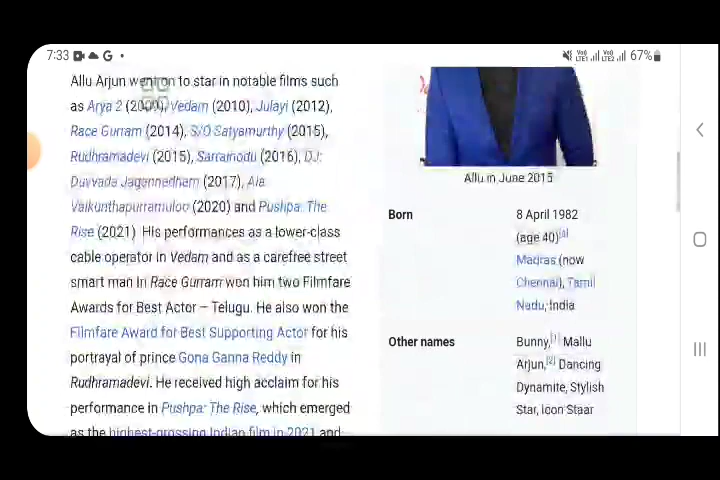 7:33 G • Vo) LTE1 Vo) LTE2 67%
Allu Arjun went on to star in notable films such
as Arya 2 (2009), Vedam (2010), Julayi (2012),
Race Gurram (2014), S/O Satyamurthy (2015),
Rudhramadevi (2015), Sarrainodu (2016), DJ:
Duvvada Jagannadham (2017), Ala
Vaikunthapurramuloo (2020) and Pushpa: The
Rise (2021) His performances as a lower-class
cable operator in Vedam and as a carefree street
smart man in Race Gurram won him two Filmfare
Awards for Best Actor – Telugu. He also won the
Filmfare Award for Best Supporting Actor for his
portrayal of prince Gona Ganna Reddy in
Rudhramadevi. He received high acclaim for his
performance in Pushpa: The Rise, which emerged
as the highest-grossing Indian film in 2021 and
Allu in June 2015
Born 8 April 1982
(age 40)[a]
Madras (now
Chennai), Tamil
Nadu, India
Other names Bunny,[1] Mallu
Arjun,[2] Dancing
Dynamite, Stylish
Star, Icon Staar